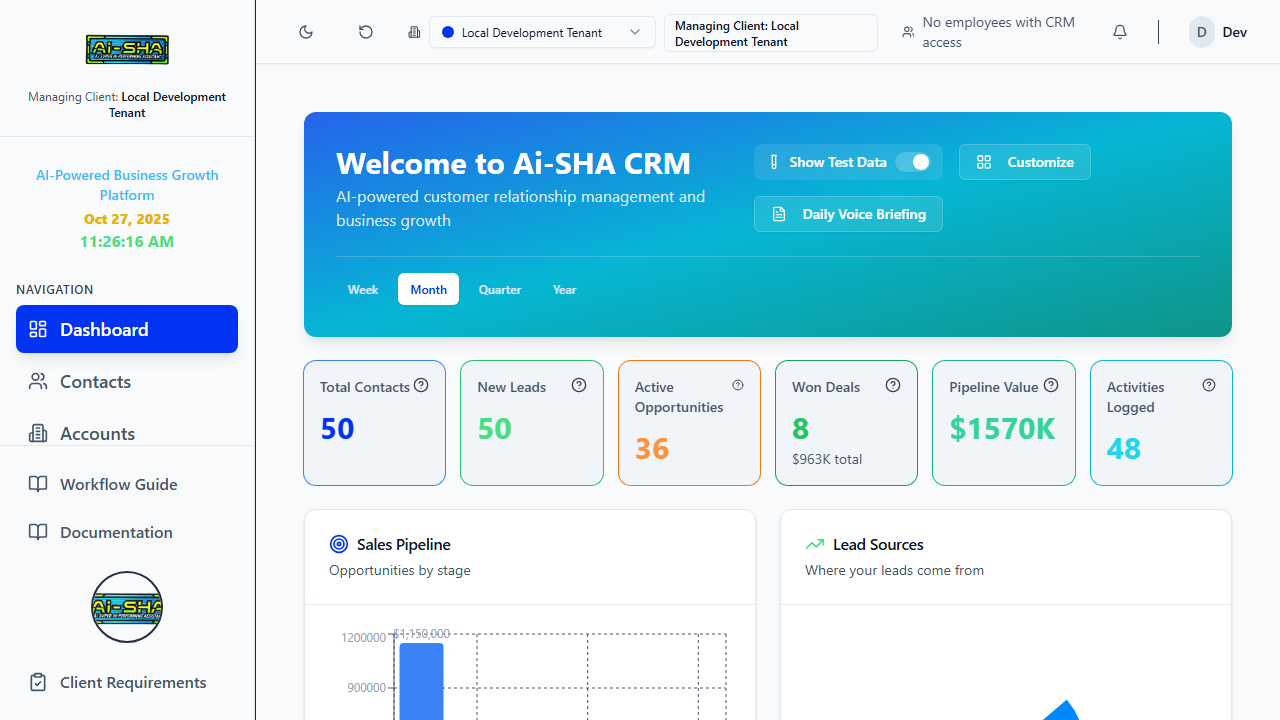 Ai-SHA
Managing Client: Local Development
Tenant
AI-Powered Business Growth
Platform
Oct 27, 2025
11:26:16 AM
NAVIGATION
Dashboard
Contacts
Accounts
Workflow Guide
Documentation
Ai-SHA
Client Requirements
Local Development Tenant
Managing Client: Local
Development Tenant
No employees with CRM
access
D
Dev
Welcome to Ai-SHA CRM
AI-powered customer relationship management and
business growth
Show Test Data
Customize
Daily Voice Briefing
Week
Month
Quarter
Year
Total Contacts
50
New Leads
50
Active
Opportunities
36
Won Deals
8
$963K total
Pipeline Value
$1570K
Activities
Logged
48
Sales Pipeline
Opportunities by stage
1200000
$1,150,000
900000
Lead Sources
Where your leads come from